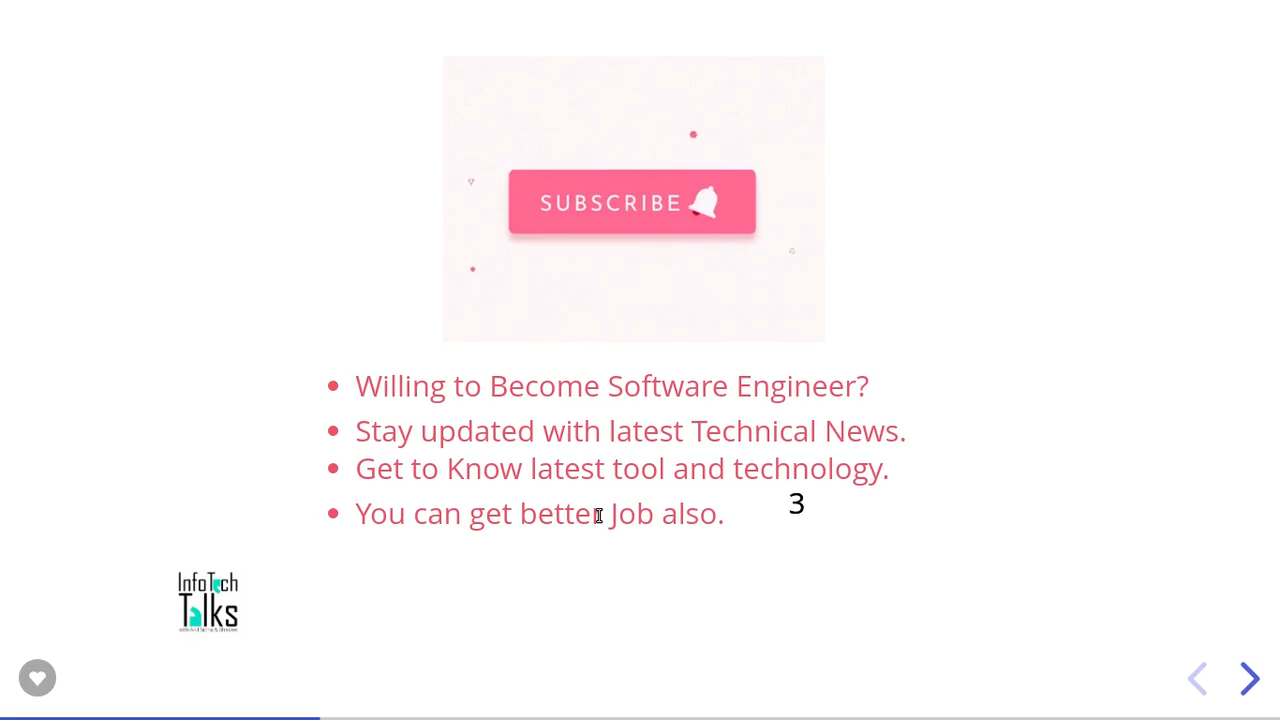 SUBSCRIBE
Willing to Become Software Engineer?
Stay updated with latest Technical News.
Get to Know latest tool and technology.
You can get better Job also.
3
InfoTech
Talks